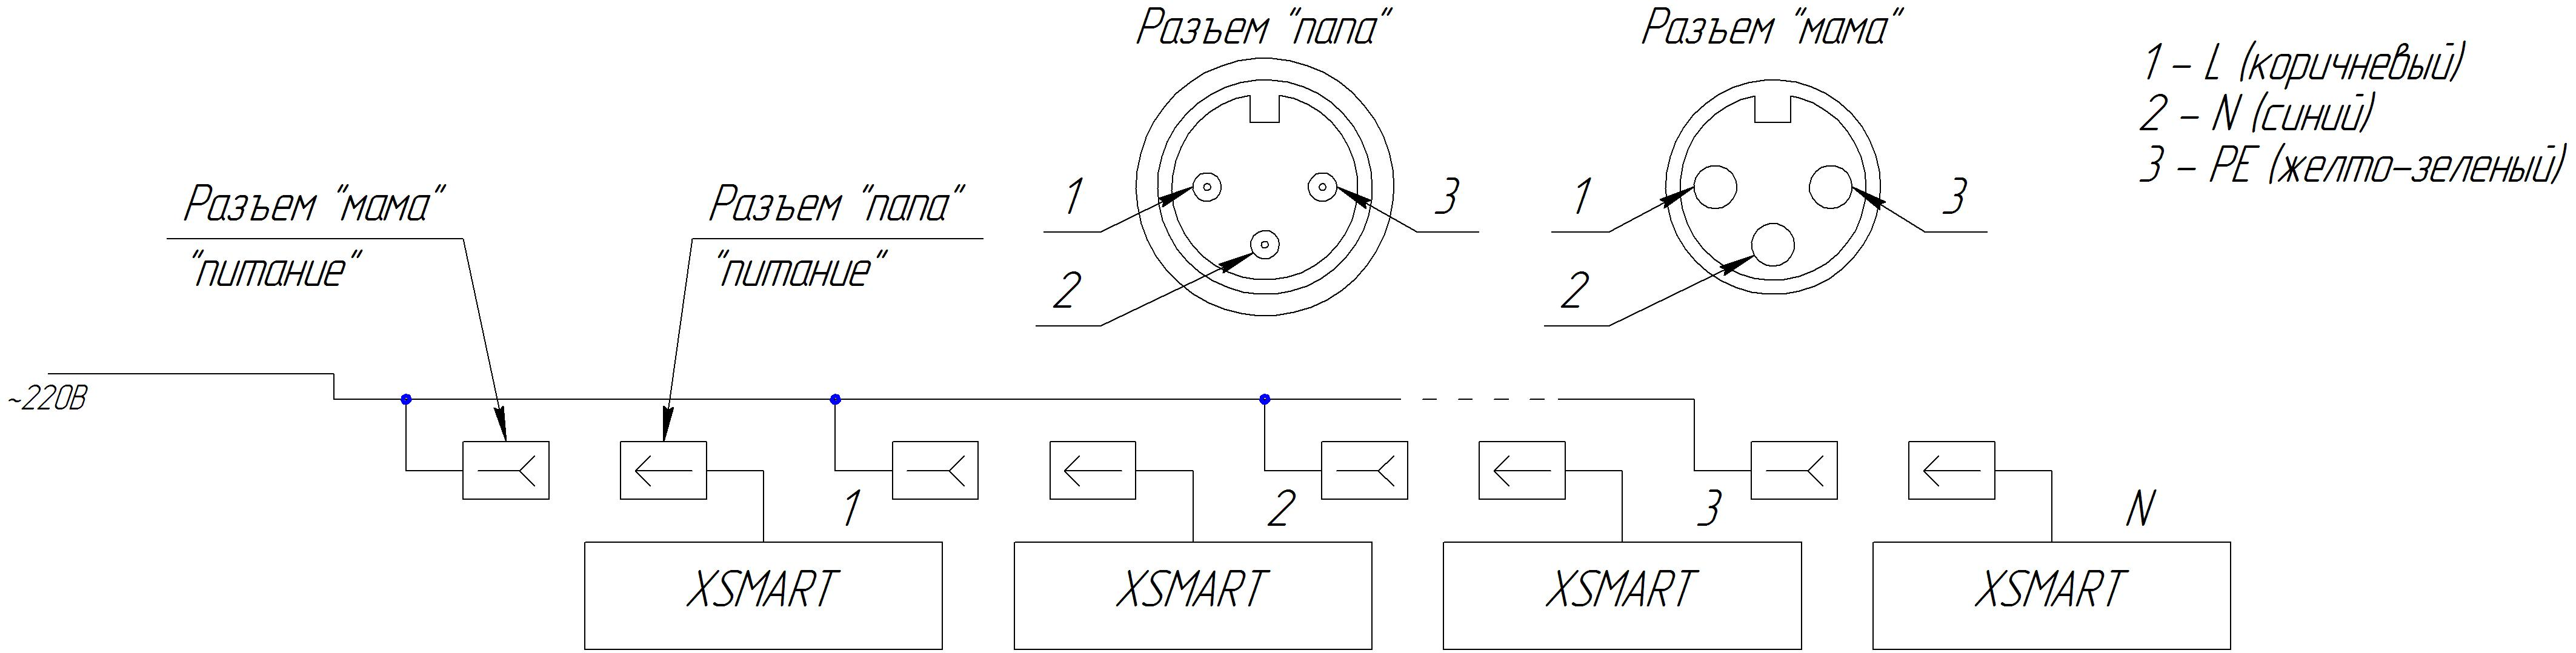 Разъем "папа"
Разъем "мама"
1 - L (коричневый)
2 - N (синий)
3 - PE (желто-зеленый)
1
3
2
1
3
2
Разъем "мама"
"питание"
Разъем "папа"
"питание"
~220В
1
2
3
N
XSMART
XSMART
XSMART
XSMART